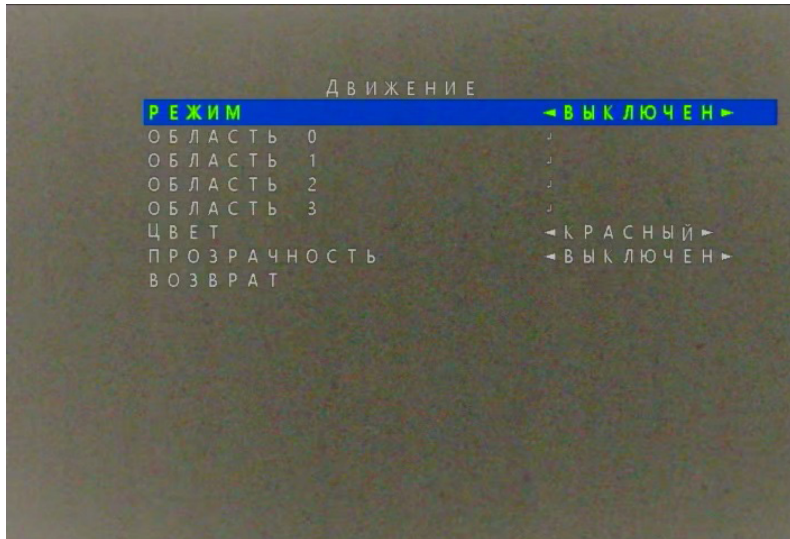 Движение
РЕЖИМ ◄ВЫКЛЮЧЕН►
ОБЛАСТЬ 0 ↲
ОБЛАСТЬ 1 ↲
ОБЛАСТЬ 2 ↲
ОБЛАСТЬ 3 ↲
ЦВЕТ ◄КРАСНЫЙ►
ПРОЗРАЧНОСТЬ ◄ВЫКЛЮЧЕН►
ВОЗВРАТ